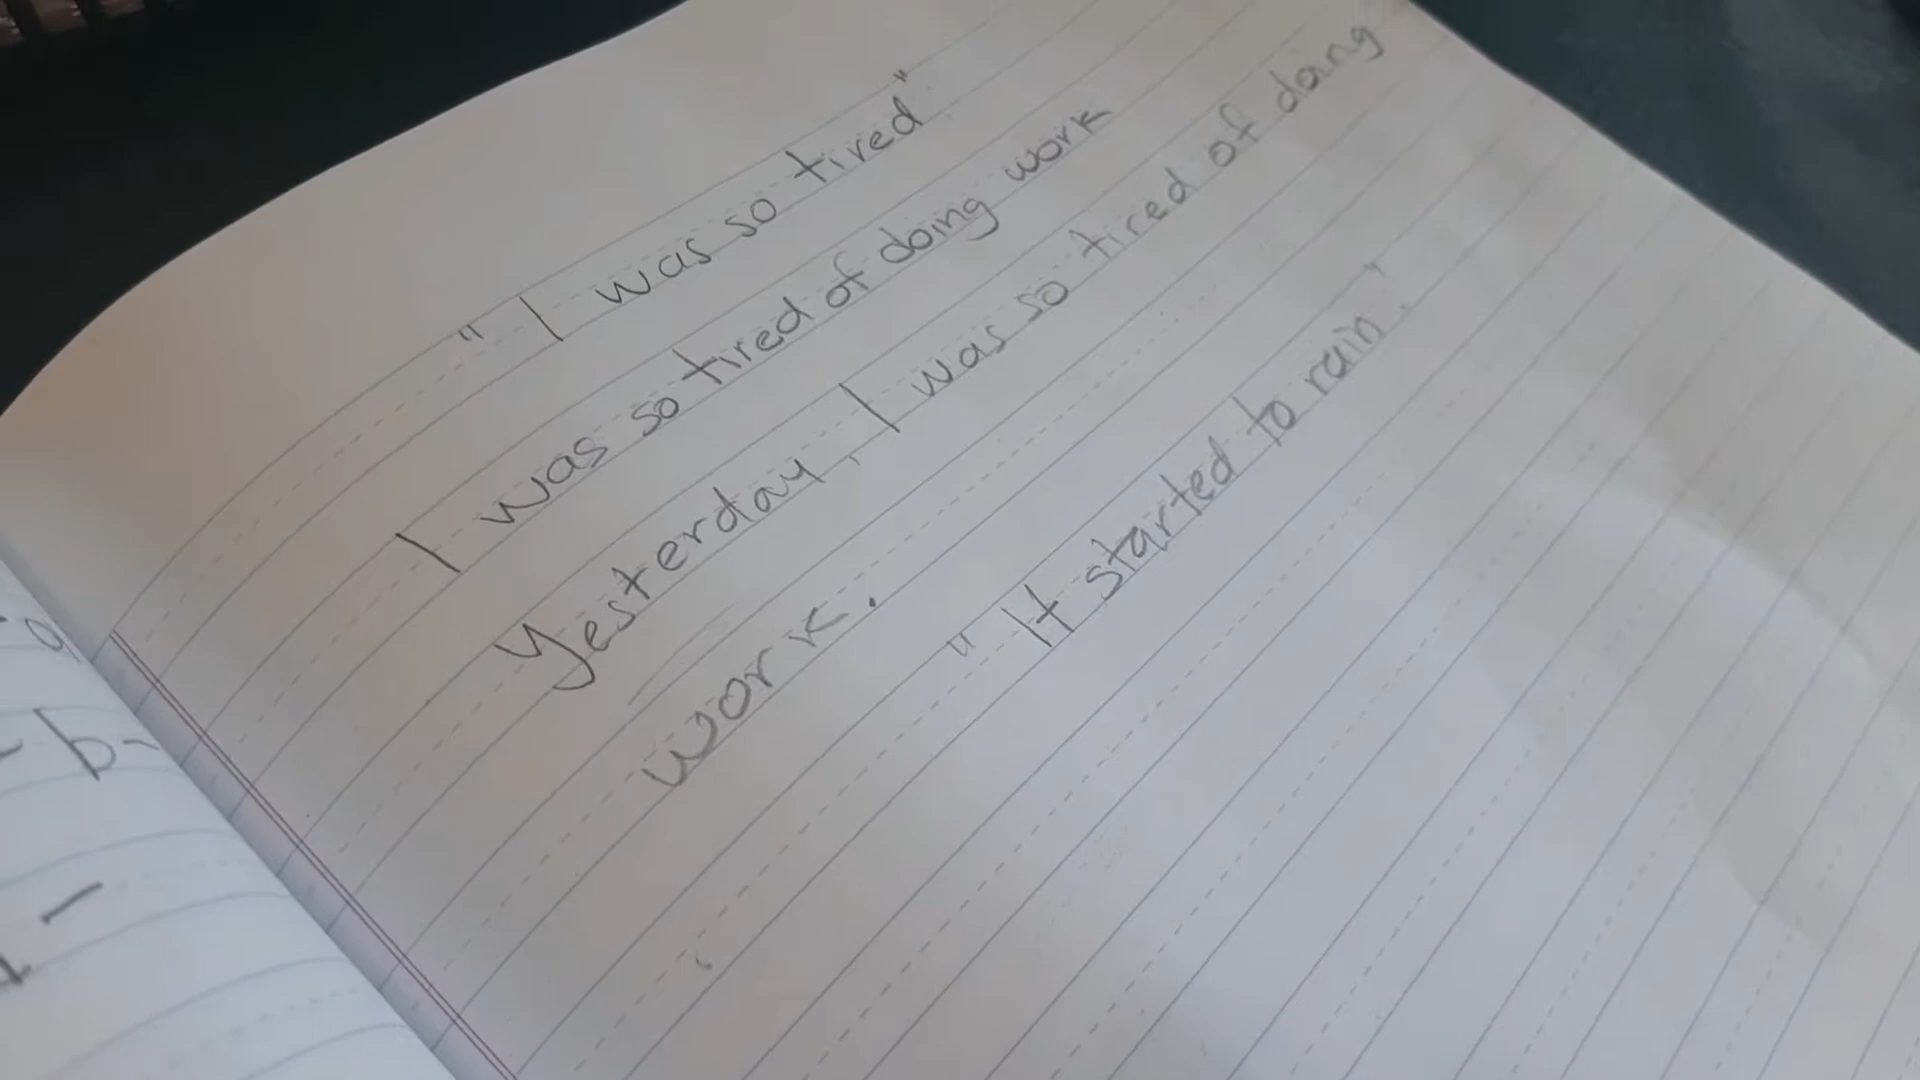 "I was so tired"
I was so tired of doing work
Yesterday, I was so tired of doing
work.
"It started to rain"